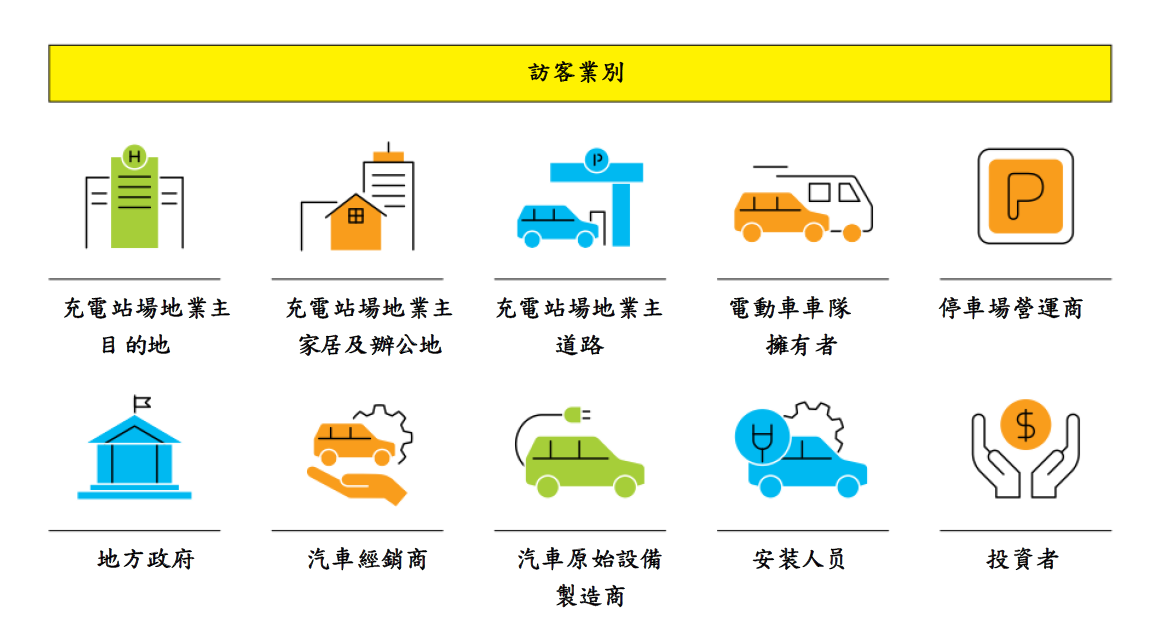 訪客業別
H
P
P
充電站場地業主
目的地
充電站場地業主
家居及辦公地
充電站場地業主
道路
電動車車隊
擁有者
停車場營運商
$
地方政府
汽車經銷商
汽車原始設備
製造商
安装人员
投資者